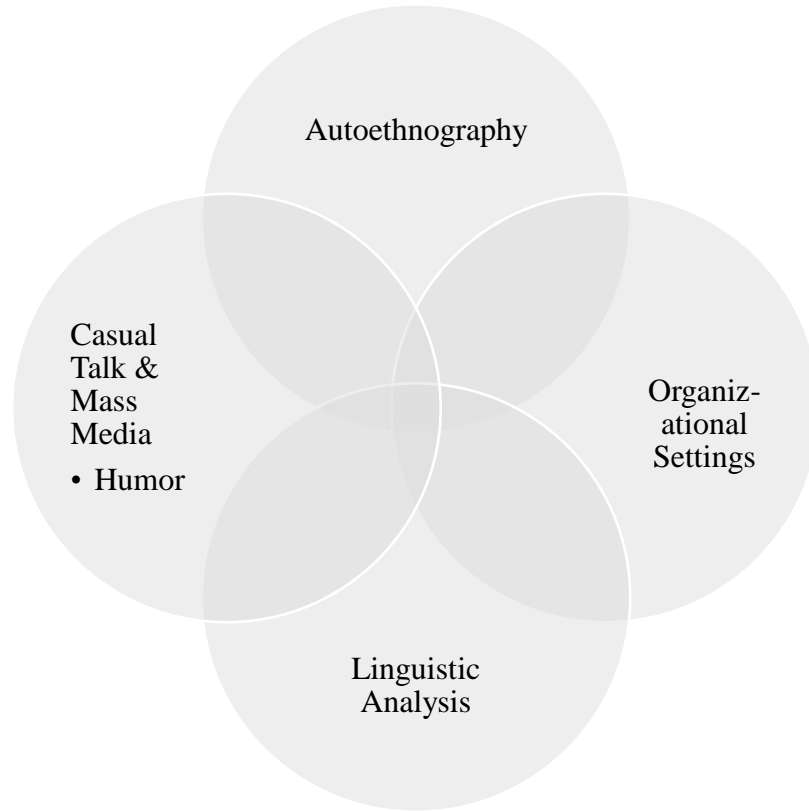 Autoethnography
Casual
Talk &
Mass
Media
• Humor
Organiz-
ational
Settings
Linguistic
Analysis